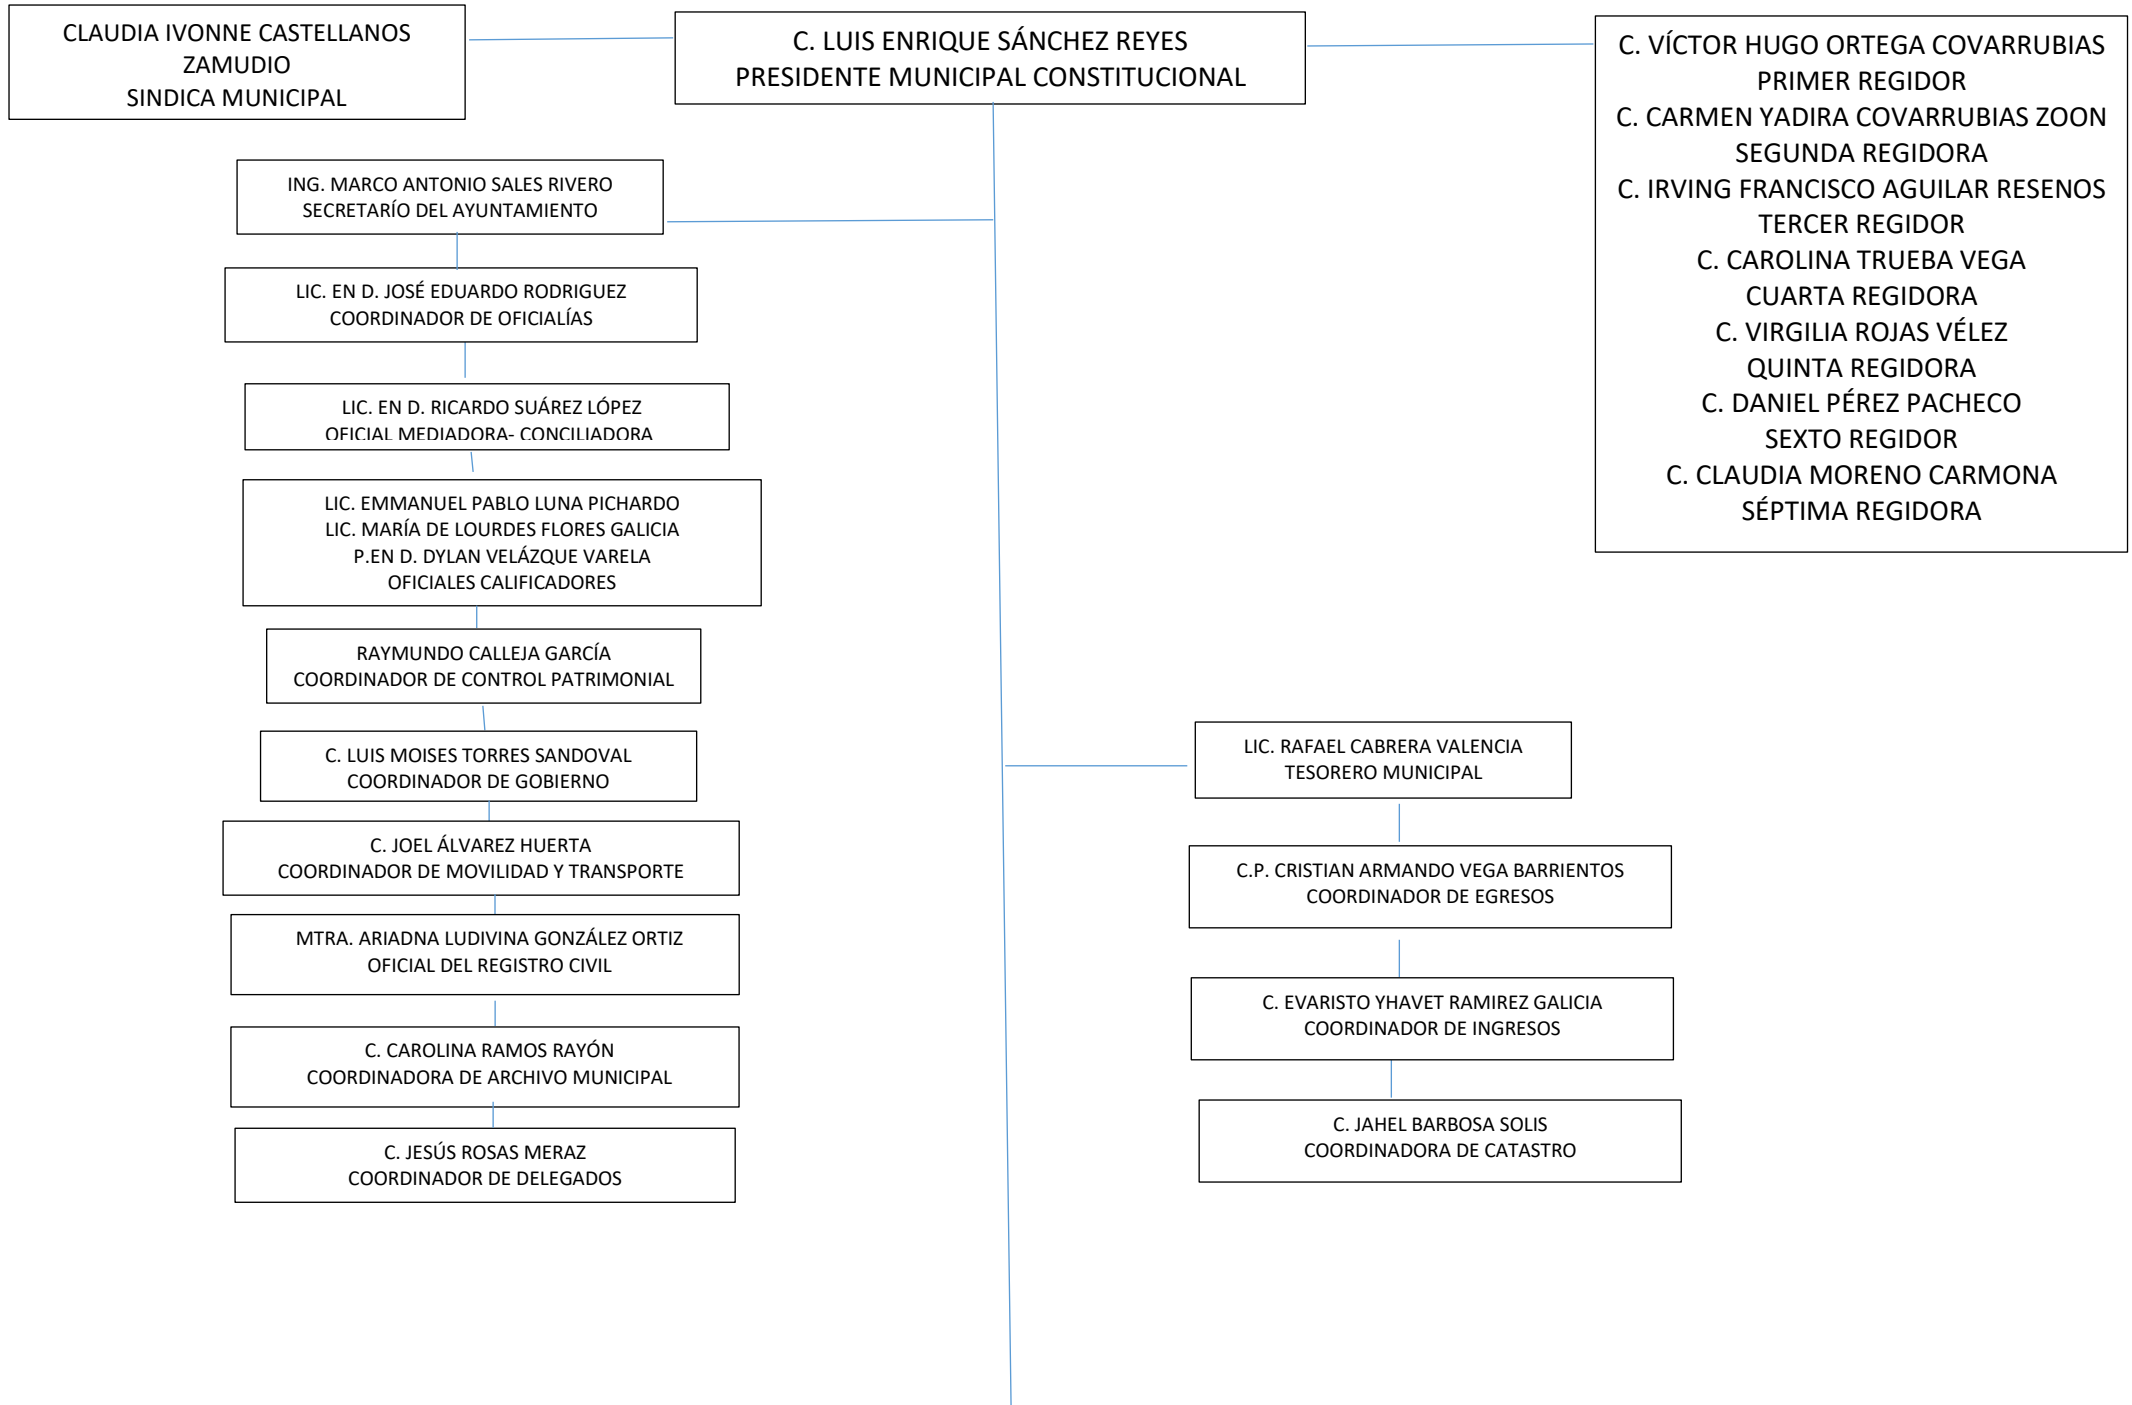 CLAUDIA IVONNE CASTELLANOS
ZAMUDIO
SINDICA MUNICIPAL
C. LUIS ENRIQUE SÁNCHEZ REYES
PRESIDENTE MUNICIPAL CONSTITUCIONAL
C. VÍCTOR HUGO ORTEGA COVARRUBIAS
PRIMER REGIDOR
C. CARMEN YADIRA COVARRUBIAS ZOON
SEGUNDA REGIDORA
C. IRVING FRANCISCO AGUILAR RESENOS
TERCER REGIDOR
C. CAROLINA TRUEBA VEGA
CUARTA REGIDORA
C. VIRGILIA ROJAS VÉLEZ
QUINTA REGIDORA
C. DANIEL PÉREZ PACHECO
SEXTO REGIDOR
C. CLAUDIA MORENO CARMONA
SÉPTIMA REGIDORA
ING. MARCO ANTONIO SALES RIVERO
SECRETARÍO DEL AYUNTAMIENTO
LIC. EN D. JOSÉ EDUARDO RODRIGUEZ
COORDINADOR DE OFICIALÍAS
LIC. EN D. RICARDO SUÁREZ LÓPEZ
OFICIAL MEDIADORA- CONCILIADORA
LIC. EMMANUEL PABLO LUNA PICHARDO
LIC. MARÍA DE LOURDES FLORES GALICIA
P.EN D. DYLAN VELÁZQUE VARELA
OFICIALES CALIFICADORES
RAYMUNDO CALLEJA GARCÍA
COORDINADOR DE CONTROL PATRIMONIAL
C. LUIS MOISES TORRES SANDOVAL
COORDINADOR DE GOBIERNO
C. JOEL ÁLVAREZ HUERTA
COORDINADOR DE MOVILIDAD Y TRANSPORTE
MTRA. ARIADNA LUDIVINA GONZÁLEZ ORTIZ
OFICIAL DEL REGISTRO CIVIL
C. CAROLINA RAMOS RAYÓN
COORDINADORA DE ARCHIVO MUNICIPAL
C. JESÚS ROSAS MERAZ
COORDINADOR DE DELEGADOS
LIC. RAFAEL CABRERA VALENCIA
TESORERO MUNICIPAL
C.P. CRISTIAN ARMANDO VEGA BARRIENTOS
COORDINADOR DE EGRESOS
C. EVARISTO YHAVET RAMIREZ GALICIA
COORDINADOR DE INGRESOS
C. JAHEL BARBOSA SOLIS
COORDINADORA DE CATASTRO